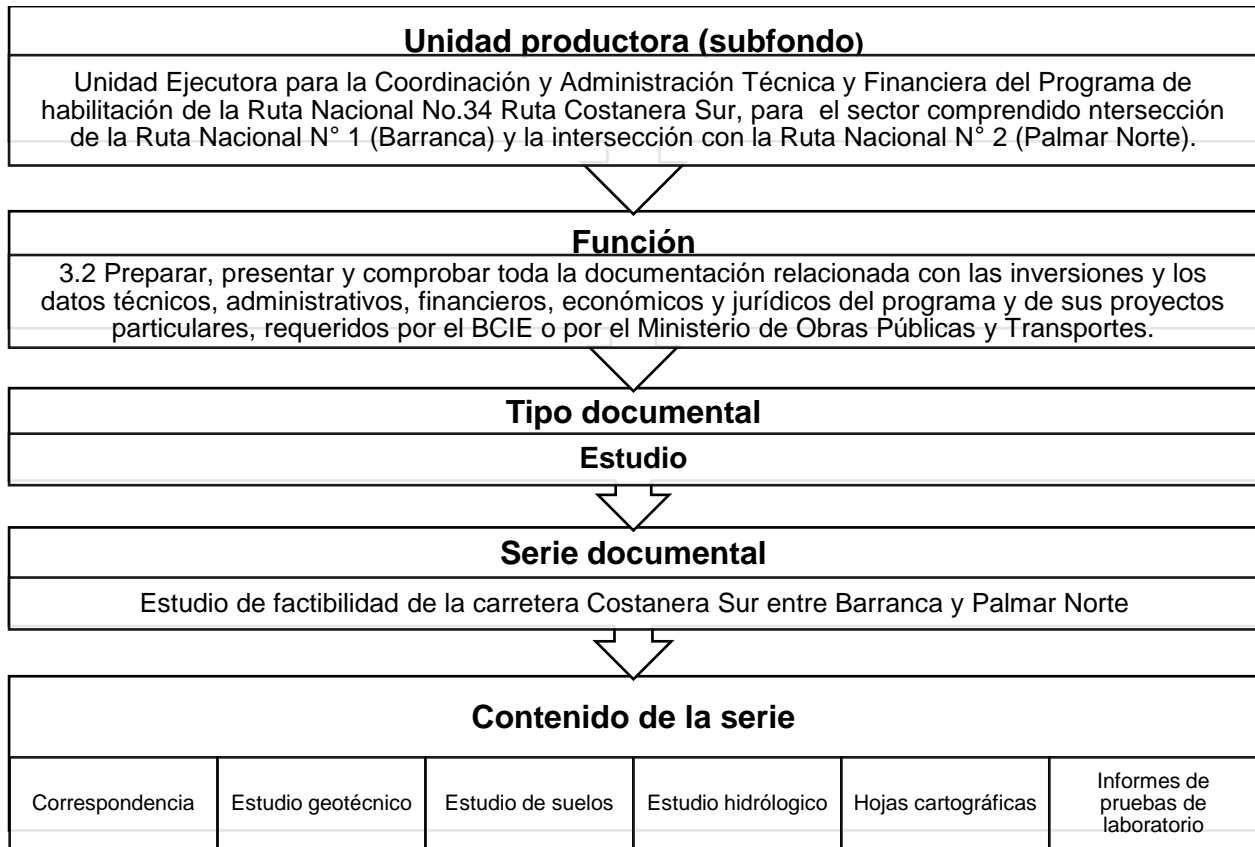 Unidad productora (subfondo)
Unidad Ejecutora para la Coordinación y Administración Técnica y Financiera del Programa de
habilitación de la Ruta Nacional No.34 Ruta Costanera Sur, para  el sector comprendido ntersección
de la Ruta Nacional N° 1 (Barranca) y la intersección con la Ruta Nacional N° 2 (Palmar Norte).
Función
3.2 Preparar, presentar y comprobar toda la documentación relacionada con las inversiones y los
datos técnicos, administrativos, financieros, económicos y jurídicos del programa y de sus proyectos
particulares, requeridos por el BCIE o por el Ministerio de Obras Públicas y Transportes.
Tipo documental
Estudio
Serie documental
Estudio de factibilidad de la carretera Costanera Sur entre Barranca y Palmar Norte
Contenido de la serie
Correspondencia
Estudio geotécnico
Estudio de suelos
Estudio hidrólogico
Hojas cartográficas
Informes de
pruebas de
laboratorio